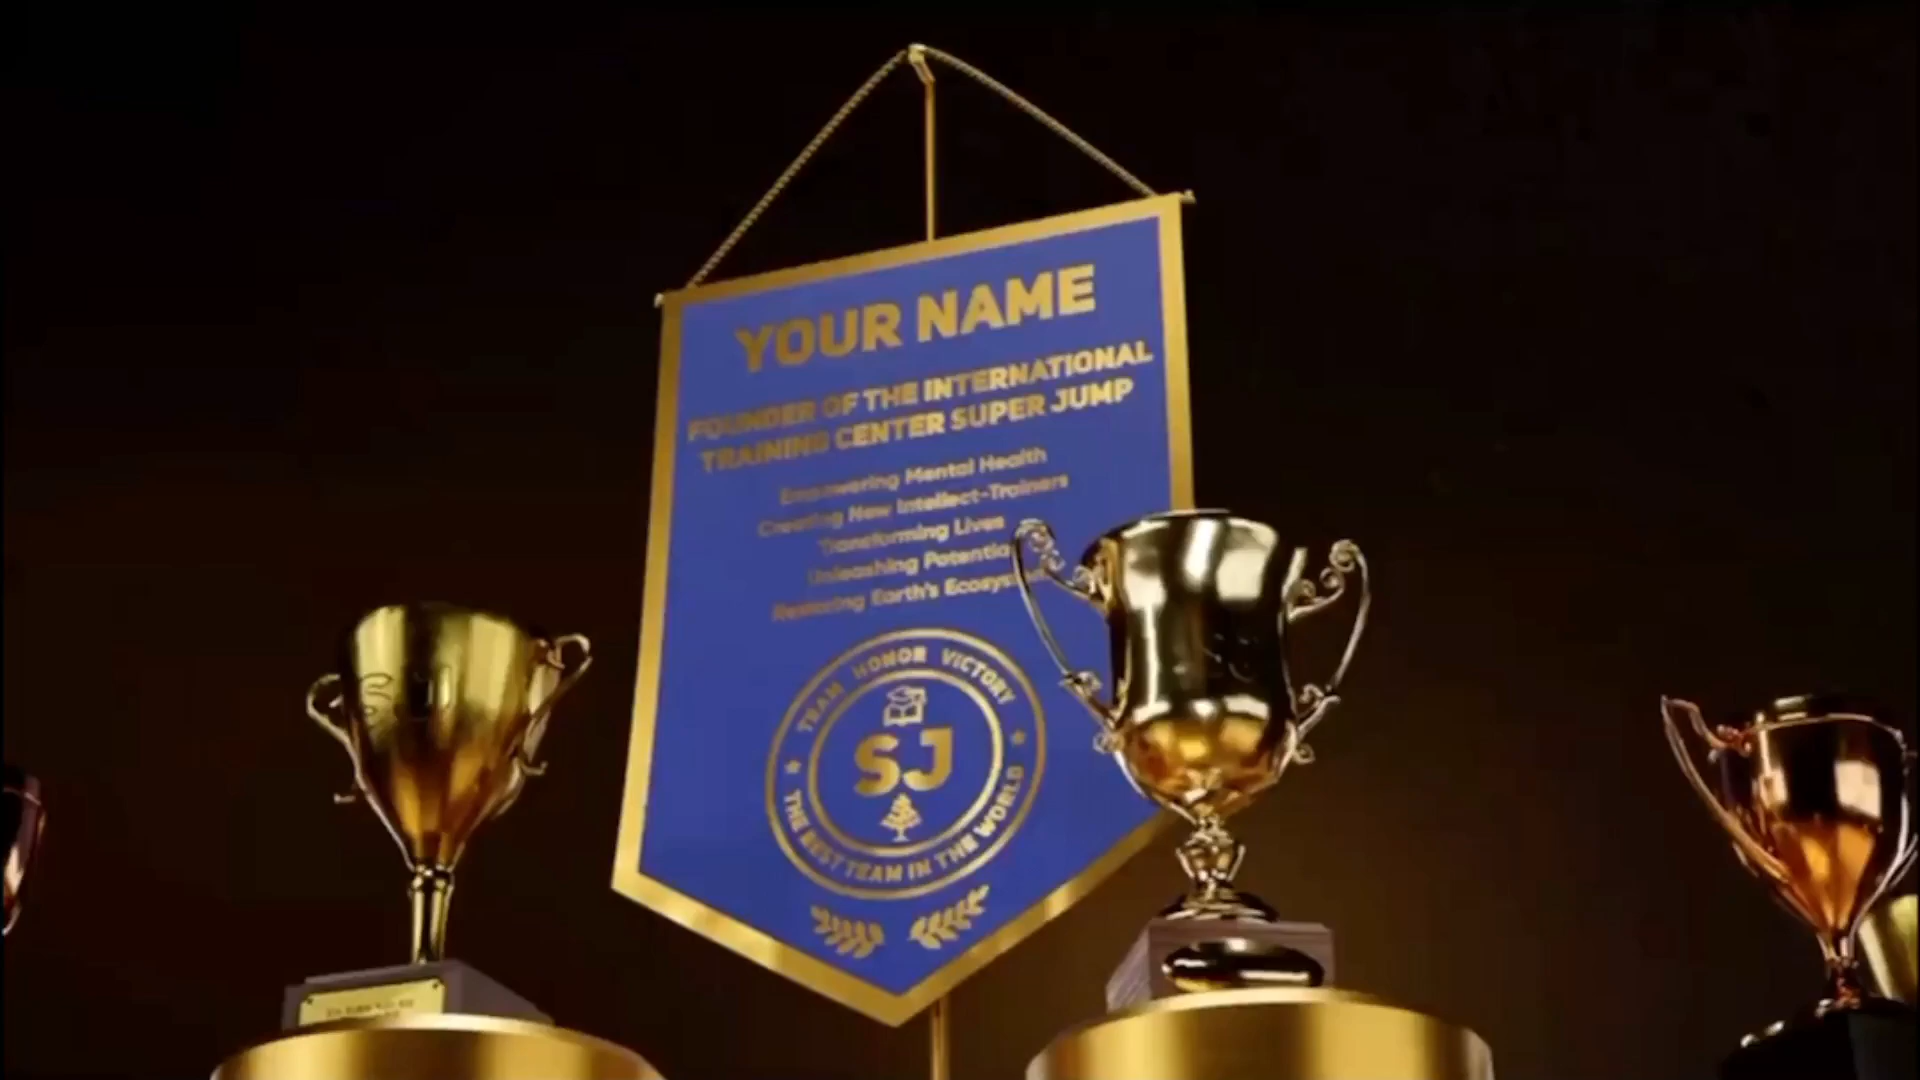 YOUR NAME
FOUNDER OF THE INTERNATIONAL
TRAINING CENTER SUPER JUMP
Empowering Mental Health
Creating New Intellect-Trainers
Transforming Lives
Unleashing Potential
Restoring Earth's
TEAM HONOR VICTORY
SJ
THE BEST TEAM IN THE WORLD